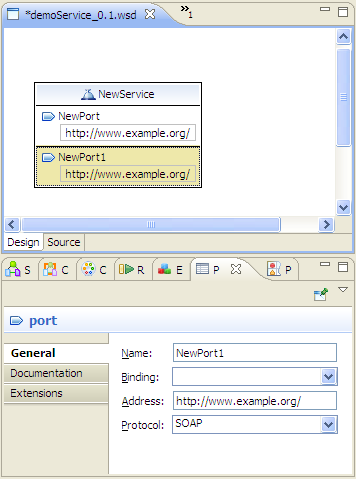 *demoService_0.1.wsd
»1
NewService
NewPort
http://www.example.org/
NewPort1
http://www.example.org/
Design Source
S C C R E P P
port
General
Documentation
Extensions
Name: NewPort1
Binding:
Address: http://www.example.org/
Protocol: SOAP